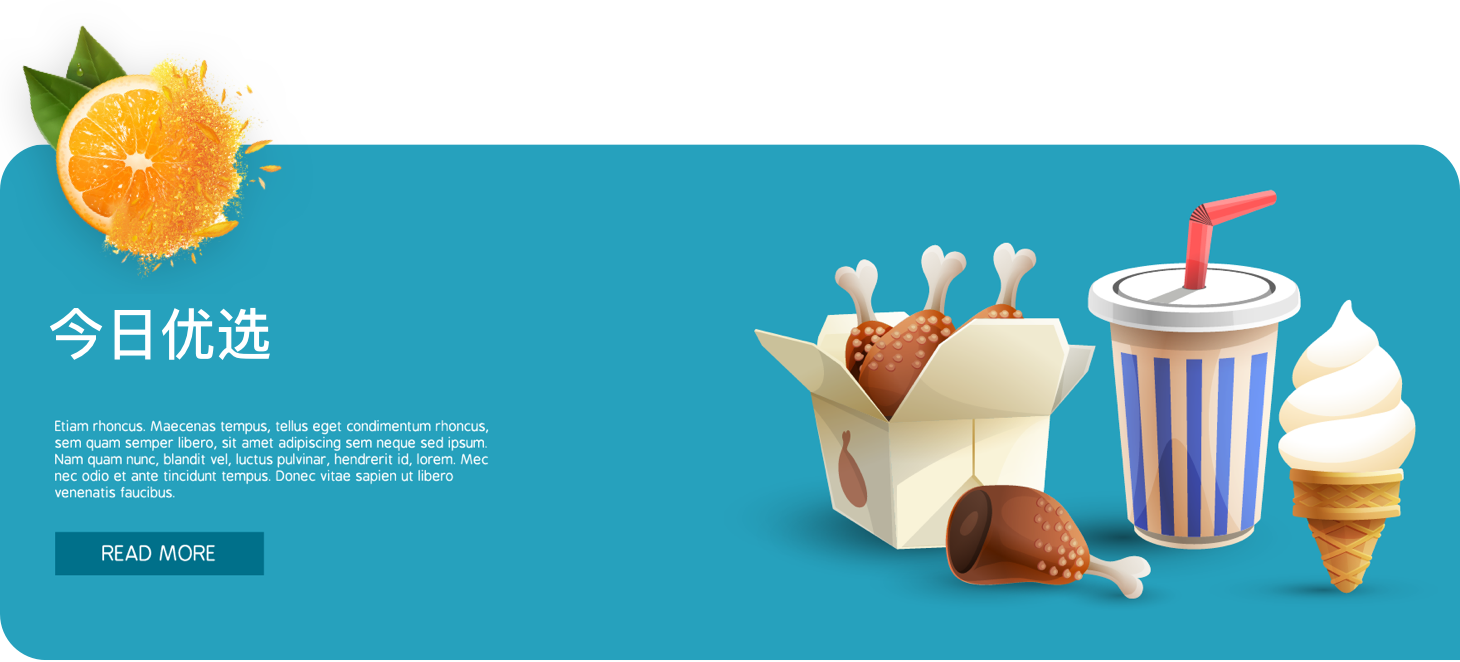 今日优选
Etiam rhoncus. Maecenas tempus, tellus eget condimentum rhoncus,
sem quam semper libero, sit amet adipiscing sem neque sed ipsum.
Nam quam nunc, blandit vel, luctus pulvinar, hendrerit id, lorem. Mec
nec odio et ante tincidunt tempus. Donec vitae sapien ut libero
venenatis faucibus.
READ MORE